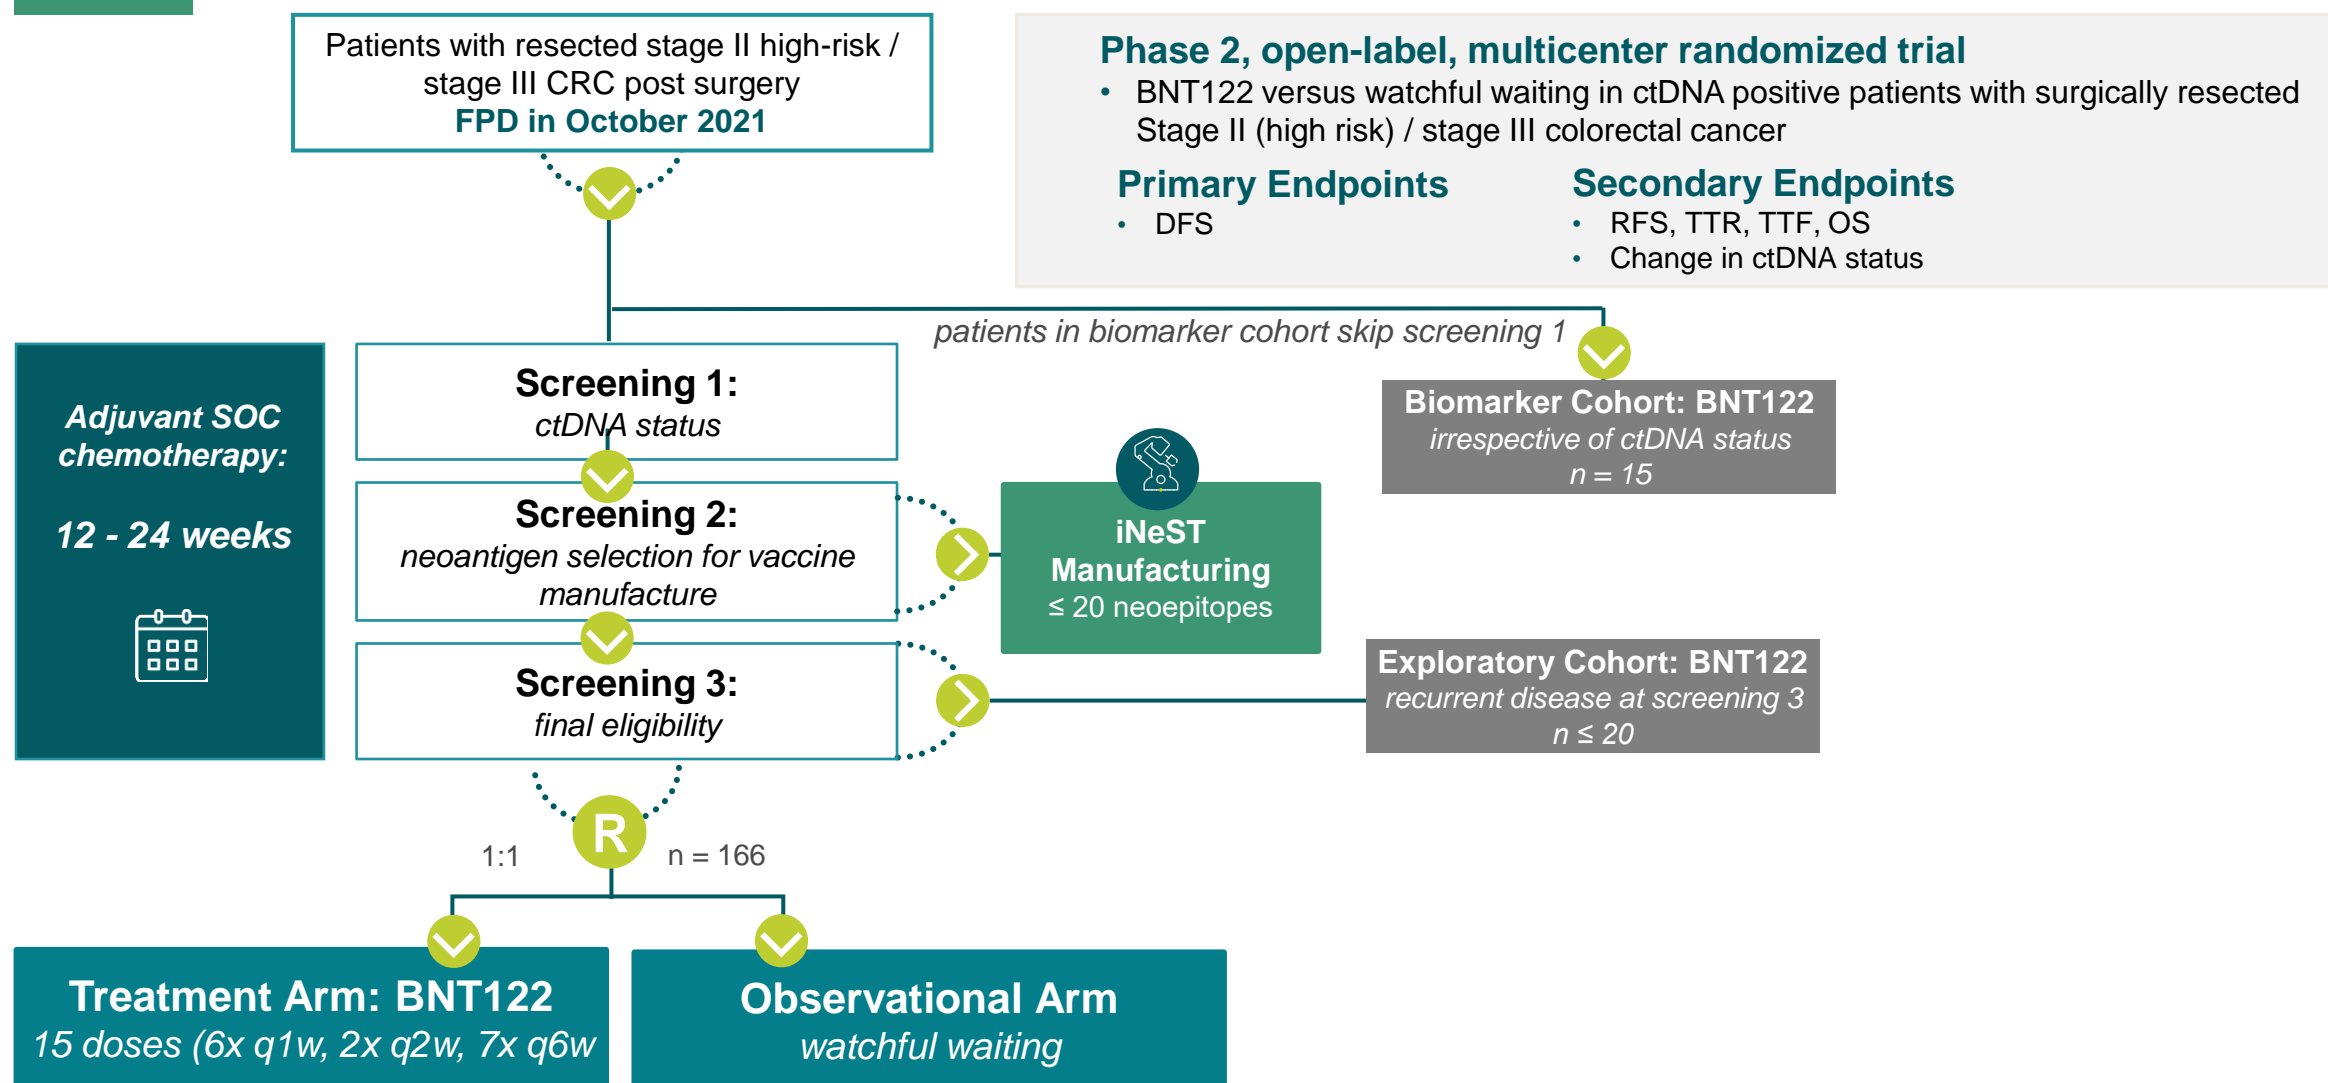 Patients with resected stage II high-risk /
stage III CRC post surgery
FPD in October 2021
Phase 2, open-label, multicenter randomized trial
• BNT122 versus watchful waiting in ctDNA positive patients with surgically resected
Stage II (high risk) / stage III colorectal cancer
Primary Endpoints
• DFS
Secondary Endpoints
• RFS, TTR, TTF, OS
• Change in ctDNA status
patients in biomarker cohort skip screening 1
Adjuvant SOC
chemotherapy:
12 - 24 weeks
Screening 1:
ctDNA status
Biomarker Cohort: BNT122
irrespective of ctDNA status
n = 15
Screening 2:
neoantigen selection for vaccine
manufacture
iNeST
Manufacturing
≤ 20 neoepitopes
Screening 3:
final eligibility
Exploratory Cohort: BNT122
recurrent disease at screening 3
n ≤ 20
R
1:1
n = 166
Treatment Arm: BNT122
15 doses (6x q1w, 2x q2w, 7x q6w
Observational Arm
watchful waiting